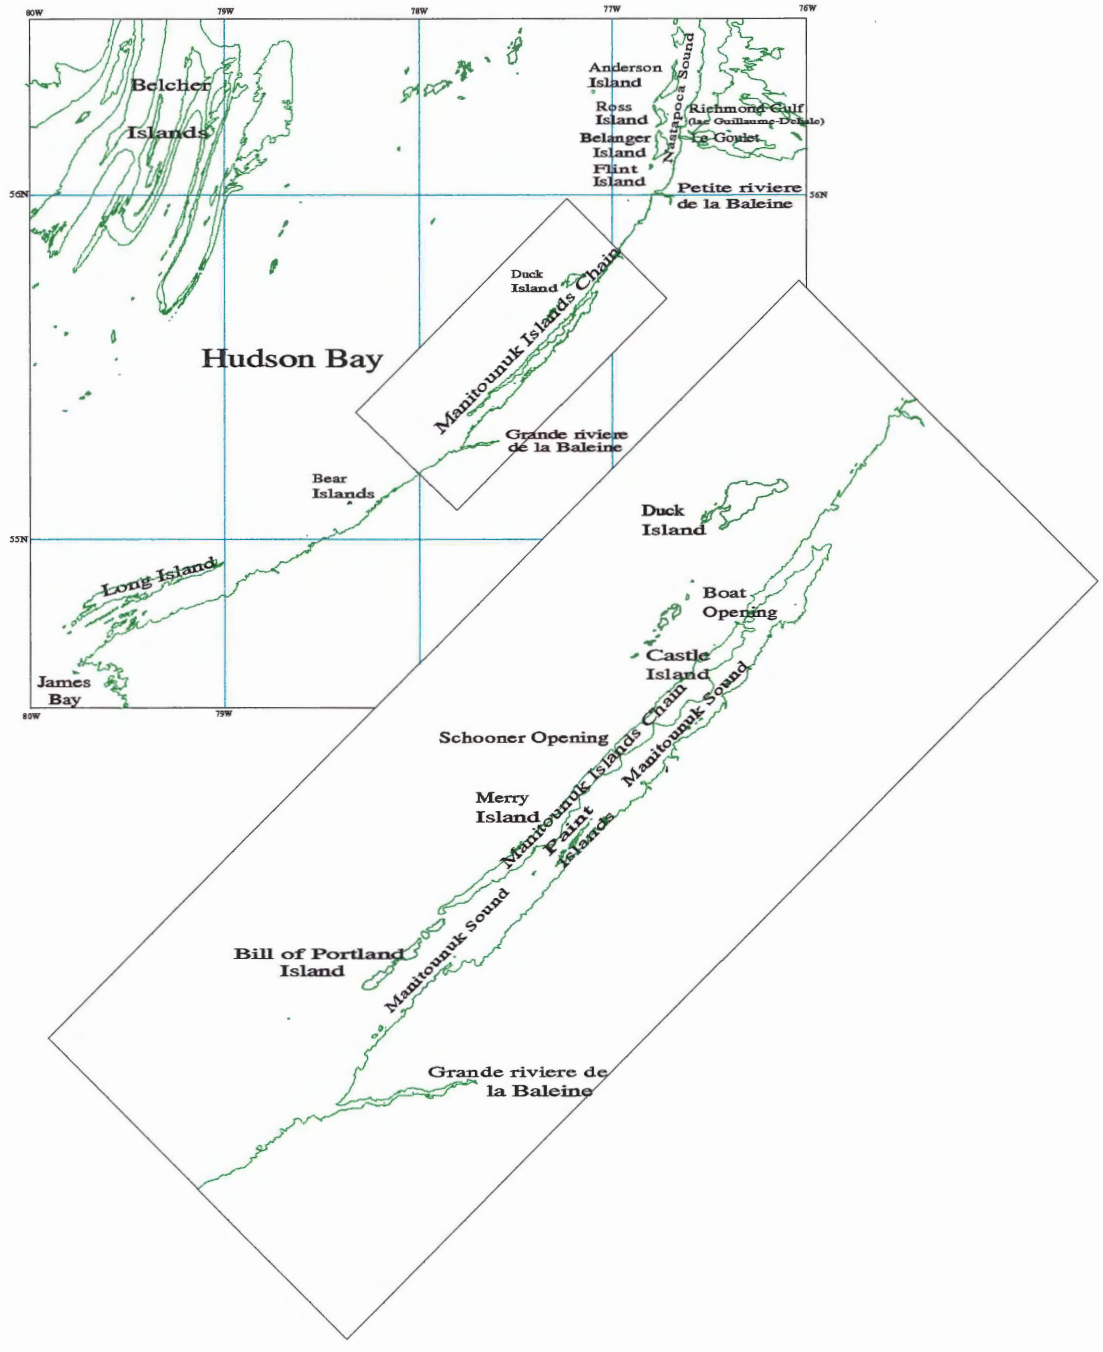 80W
79W
78W
77W
76W
Belcher
Islands
Anderson
Island
Ross
Island
Belanger
Island
Flint
Island
Nastapoca Sound
Richmond Gulf
Le Goulet
56N
56N
Petite riviere
de la Baleine
Duck
Island
Manitounuk Islands Chain
Hudson Bay
Grande riviere
de la Baleine
Bear
Islands
55N
Long Island
James
Bay
80W
79W
Duck
Island
Boat
Opening
Castle
Island
Schooner Opening
Manitounuk Islands Chain
Manitounuk Sound
Merry
Island
Paint
Islands
Manitounuk Sound
Bill of Portland
Island
Grande riviere de
la Baleine